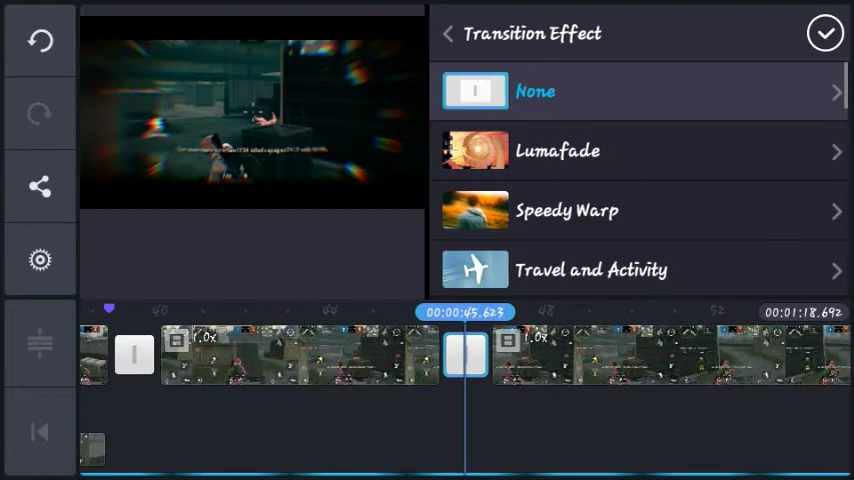 Transition Effect
None
Lumafade
Speedy Warp
Travel and Activity
40
44
00:00:45.623
48
52
00:01:18.692
1.0x
1.0x